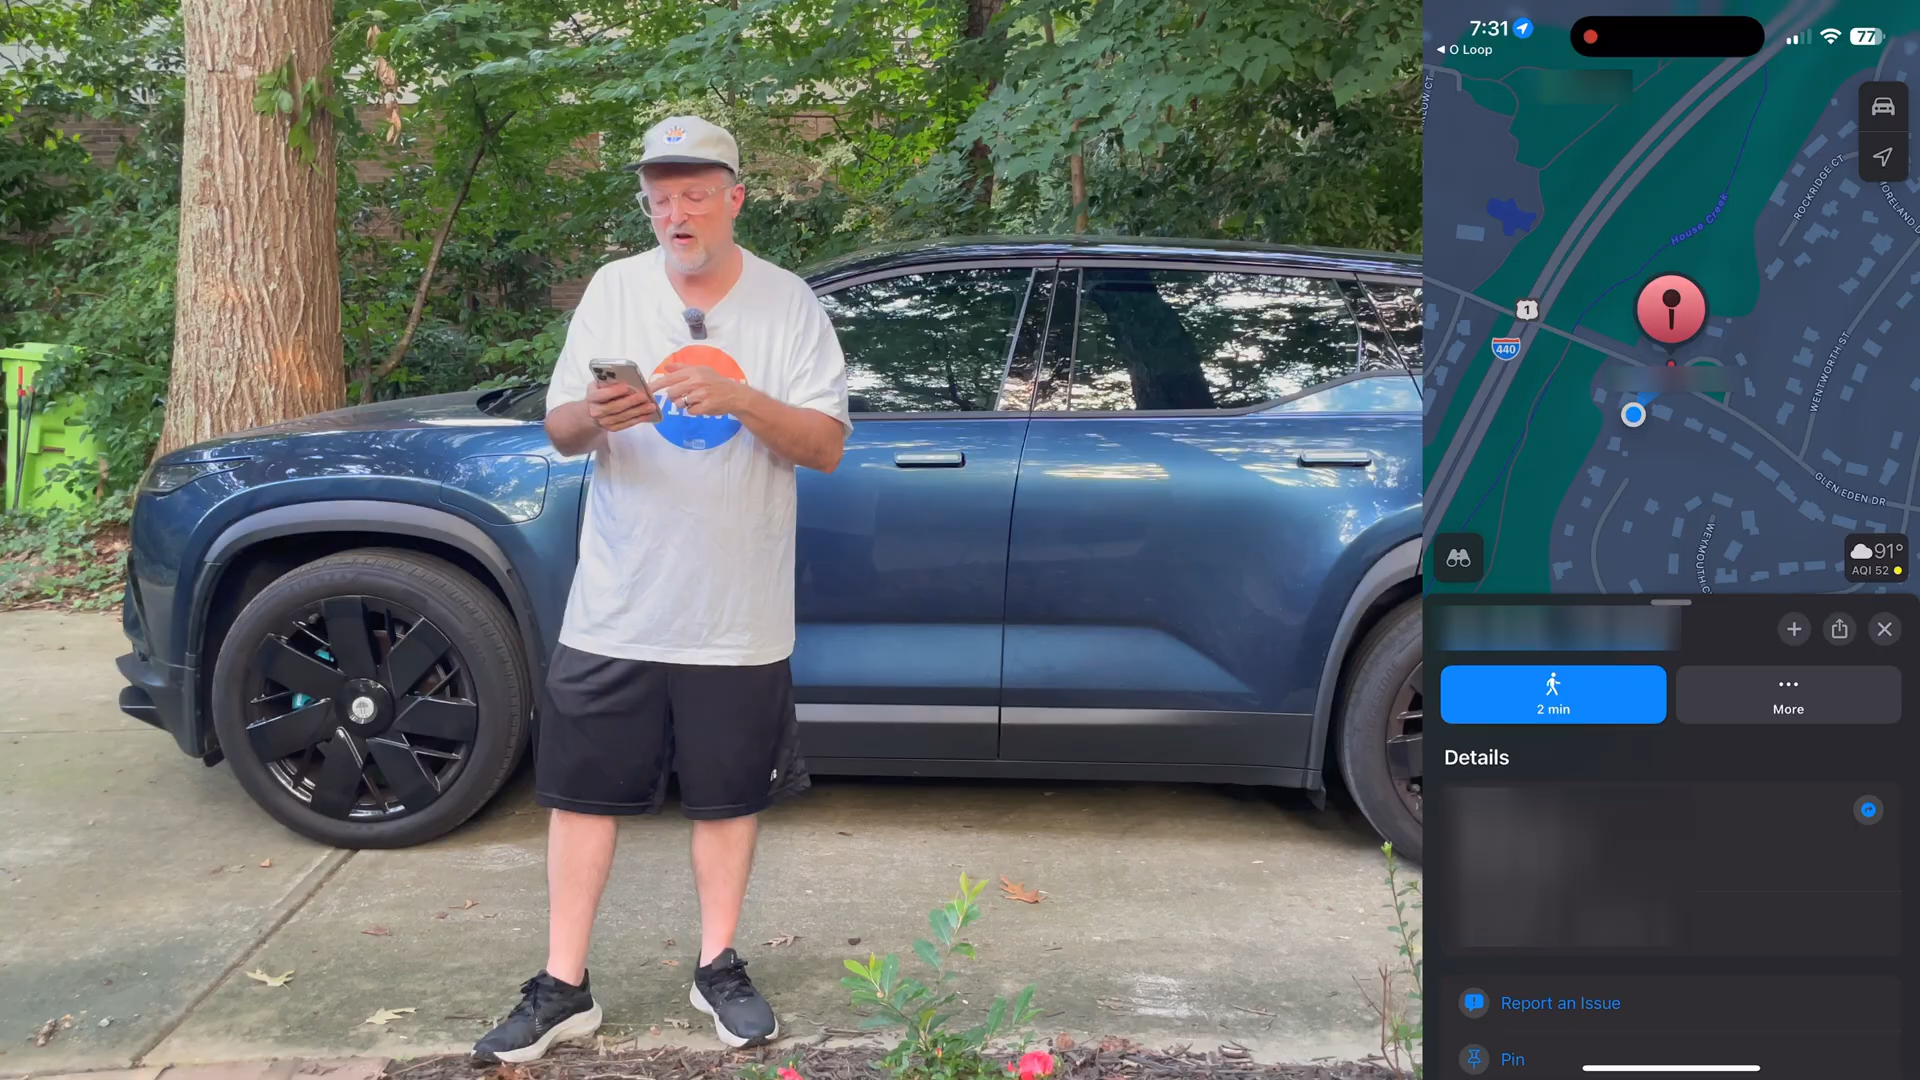 7:31
77
O Loop
ROCKRIDGE CT
House Creek
1
440
WENTWORTH ST
GLEN EDEN DR
91°
AQI 52
2 min
More
Details
Report an Issue
Pin